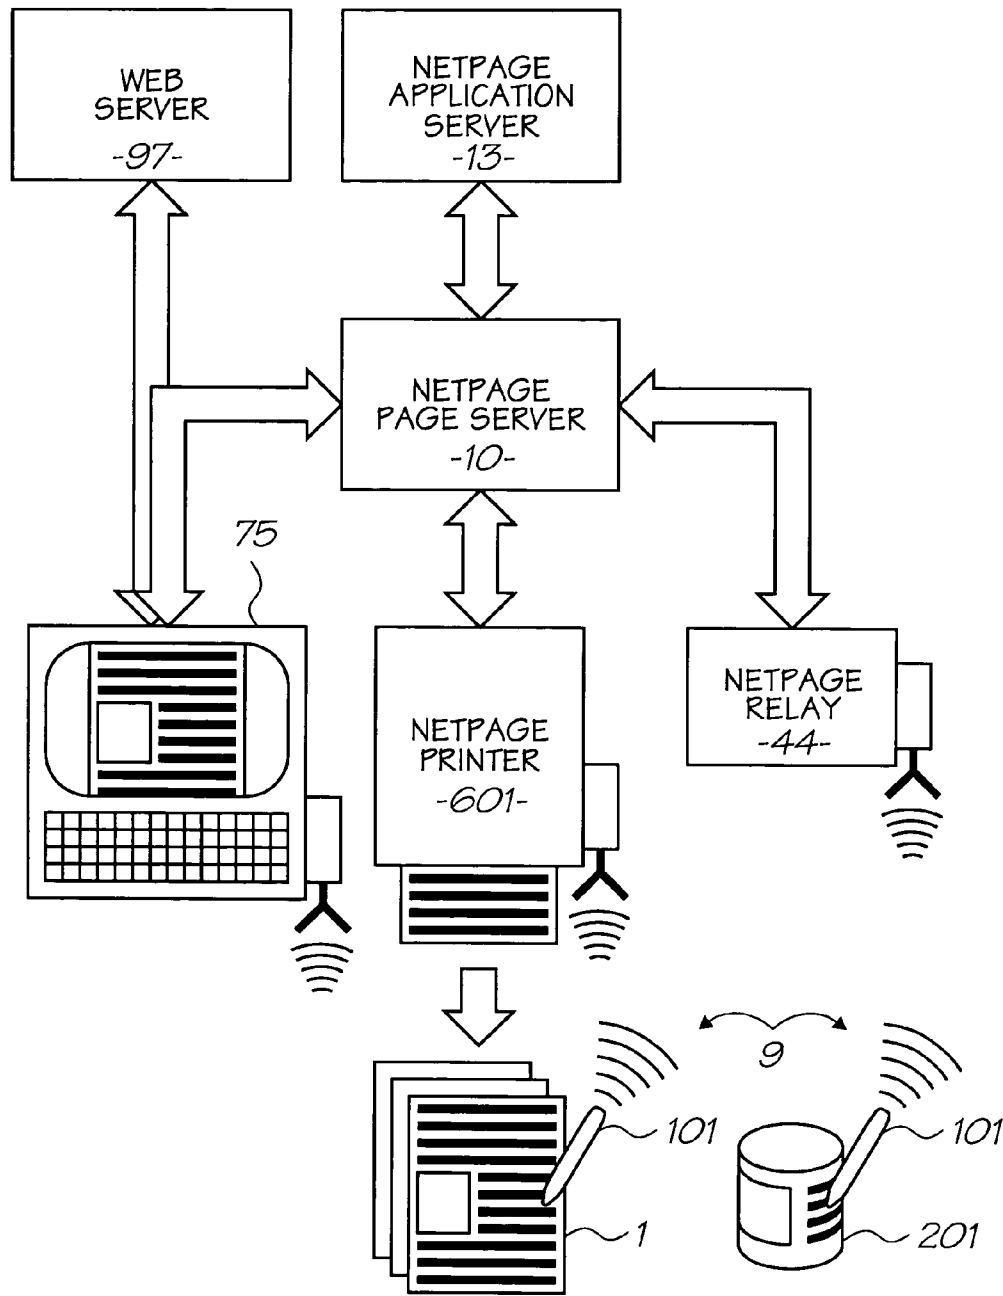 WEB
SERVER
-97-
NETPAGE
APPLICATION
SERVER
-13-
NETPAGE
PAGE SERVER
-10-
75
NETPAGE
PRINTER
-601-
NETPAGE
RELAY
-44-
9
101
101
1
201